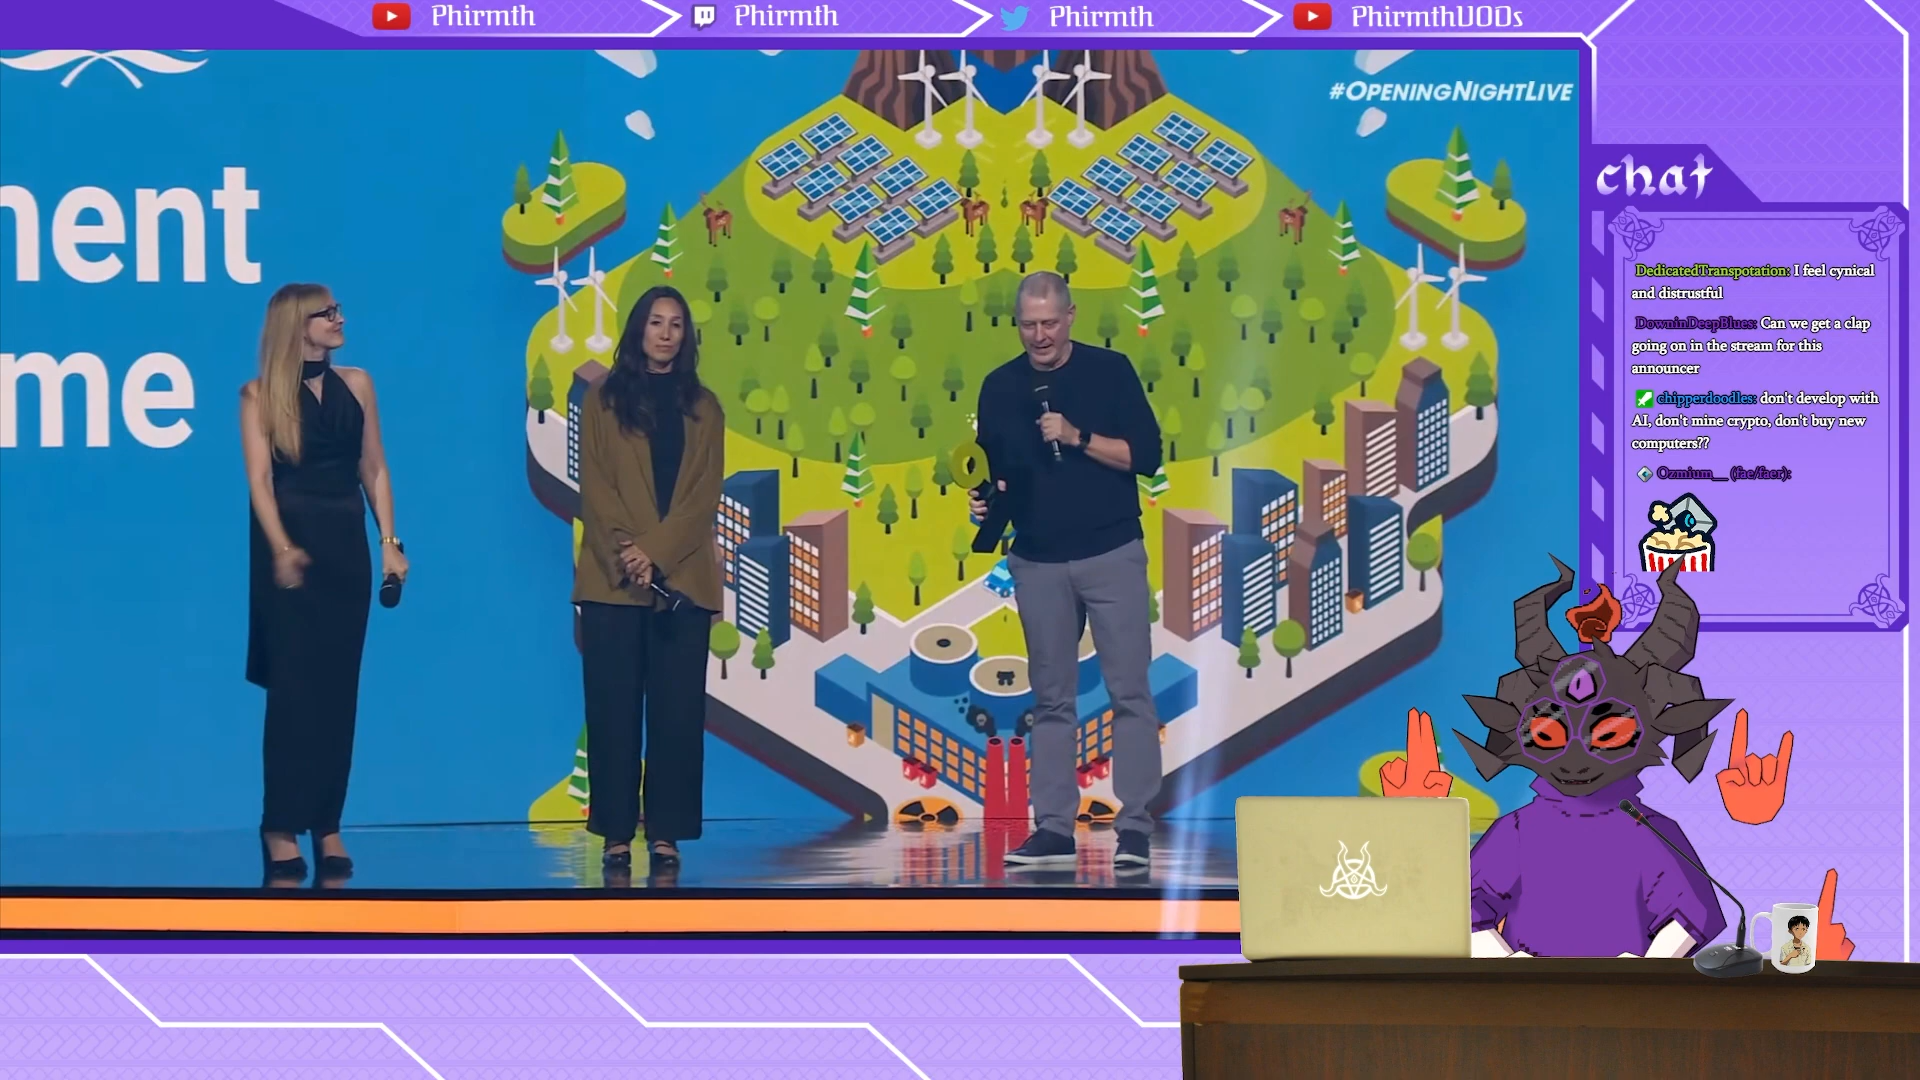 Phirmth
Phirmth
Phirmth
PhirmthVODs
#OPENINGNIGHTLIVE
ment
me
chat
DedicatedTranspotation: I feel cynical
and distrustful
DowninDeepBlues: Can we get a clap
going on in the stream for this
announcer
chipperdoodles: don't develop with
AI, don't mine crypto, don't buy new
computers??
Ozmium__ (fae/faer):